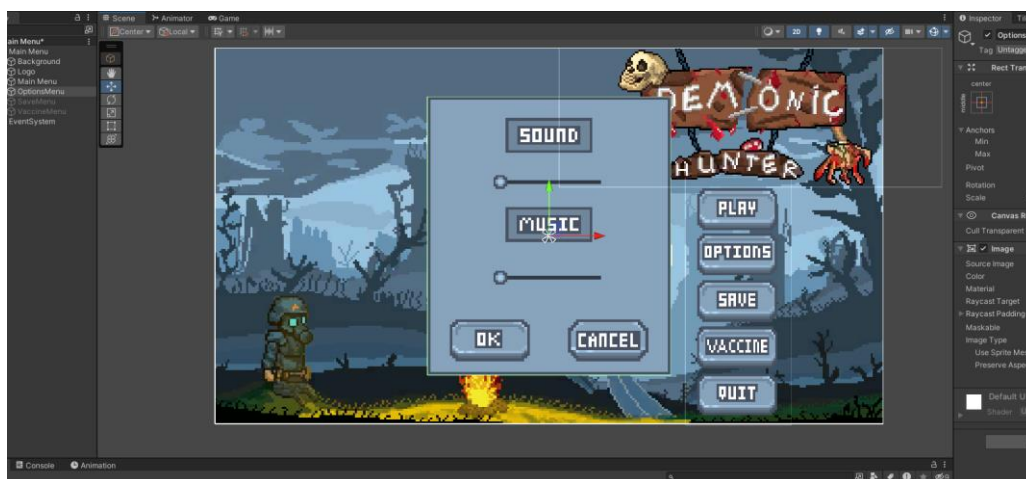 Scene Animator Game
Inspector
Center Local
2D
ain Menu*
Main Menu
Background
Logo
Main Menu
OptionsMenu
SaveMenu
VaccineMenu
EventSystem
DEMONIC
HUNTER
SOUND
MUSIC
OK CANCEL
PLAY
OPTIONS
SAVE
VACCINE
QUIT
Options
Tag Untagge
Rect Tran
center
middle
Anchors
Min
Max
Pivot
Rotation
Scale
Canvas R
Cull Transparent
Image
Source Image
Color
Material
Raycast Target
Raycast Padding
Maskable
Image Type
Use Sprite Mes
Preserve Aspe
Default U
Shader
Console Animation